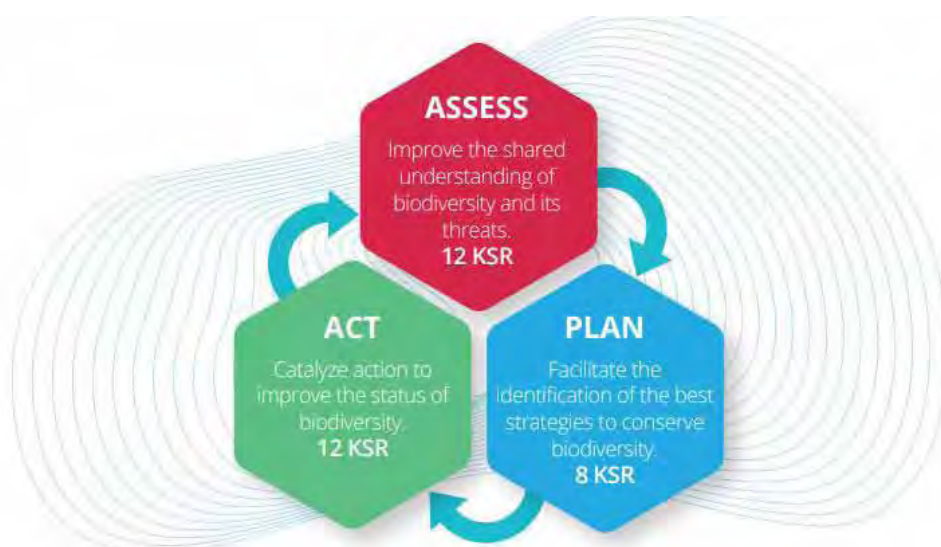 ASSESS
Improve the shared
understanding of
biodiversity and its
threats.
12 KSR
ACT
Catalyze action to
improve the status of
biodiversity.
12 KSR
PLAN
Facilitate the
identification of the best
strategies to conserve
biodiversity.
8 KSR